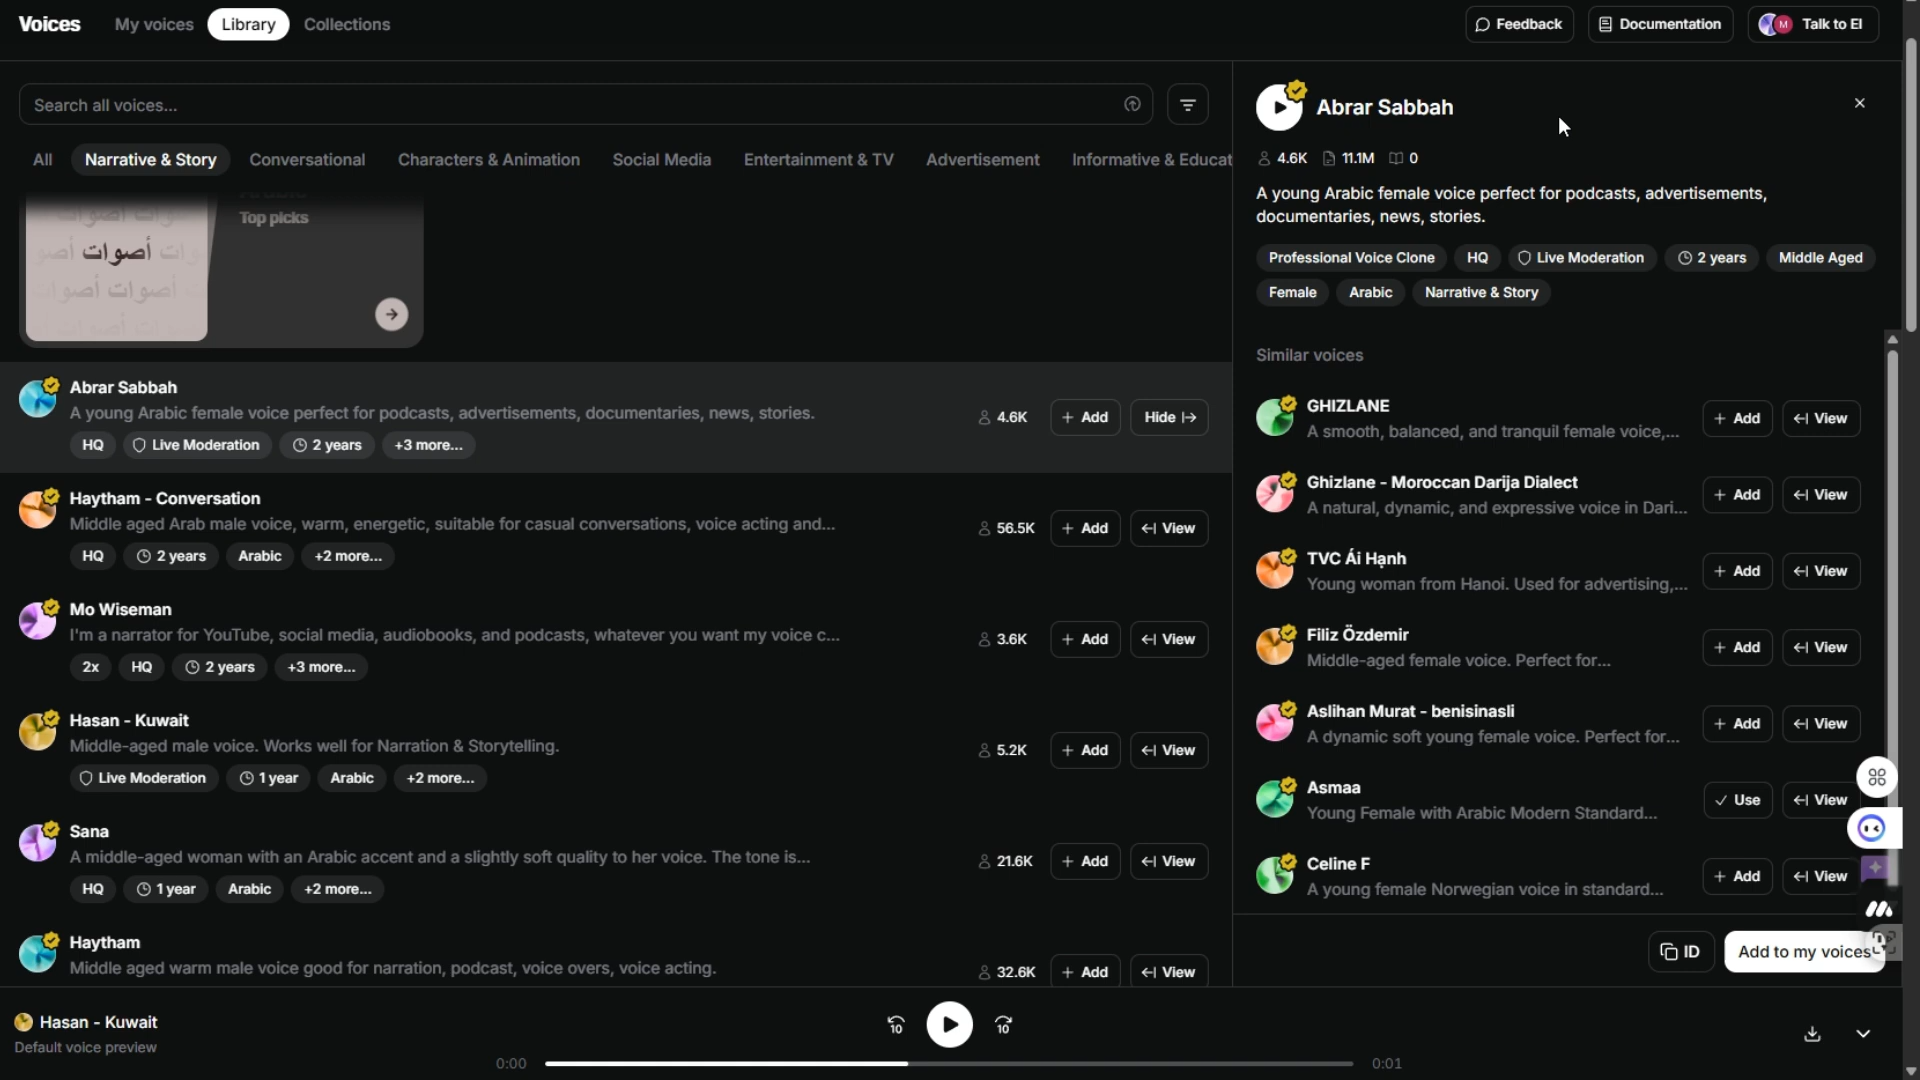 Voices
My voices
Library
Collections
Feedback
Documentation
M
Talk to El
Search all voices...
All
Narrative & Story
Conversational
Characters & Animation
Social Media
Entertainment & TV
Advertisement
Informative & Educat
Top picks
أصوات
أصوات
Abrar Sabbah
A young Arabic female voice perfect for podcasts, advertisements, documentaries, news, stories.
HQ
Live Moderation
2 years
+3 more...
4.6K
+ Add
Hide
Haytham - Conversation
Middle aged Arab male voice, warm, energetic, suitable for casual conversations, voice acting and...
HQ
2 years
Arabic
+2 more...
56.5K
+ Add
View
Mo Wiseman
I'm a narrator for YouTube, social media, audiobooks, and podcasts, whatever you want my voice c...
2x
HQ
2 years
+3 more...
3.6K
+ Add
View
Hasan - Kuwait
Middle-aged male voice. Works well for Narration & Storytelling.
Live Moderation
1 year
Arabic
+2 more...
5.2K
+ Add
View
Sana
A middle-aged woman with an Arabic accent and a slightly soft quality to her voice. The tone is...
HQ
1 year
Arabic
+2 more...
21.6K
+ Add
View
Haytham
Middle aged warm male voice good for narration, podcast, voice overs, voice acting.
32.6K
+ Add
View
Abrar Sabbah
4.6K
11.1M
0
A young Arabic female voice perfect for podcasts, advertisements,
documentaries, news, stories.
Professional Voice Clone
HQ
Live Moderation
2 years
Middle Aged
Female
Arabic
Narrative & Story
Similar voices
GHIZLANE
A smooth, balanced, and tranquil female voice,...
+ Add
View
Ghizlane - Moroccan Darija Dialect
A natural, dynamic, and expressive voice in Dari...
+ Add
View
TVC Ái Hạnh
Young woman from Hanoi. Used for advertising,...
+ Add
View
Filiz Özdemir
Middle-aged female voice. Perfect for...
+ Add
View
Aslihan Murat - benisinasli
A dynamic soft young female voice. Perfect for...
+ Add
View
Asmaa
Young Female with Arabic Modern Standard...
Use
View
Celine F
A young female Norwegian voice in standard...
+ Add
View
ID
Add to my voices
Hasan - Kuwait
Default voice preview
10
10
0:00
0:01